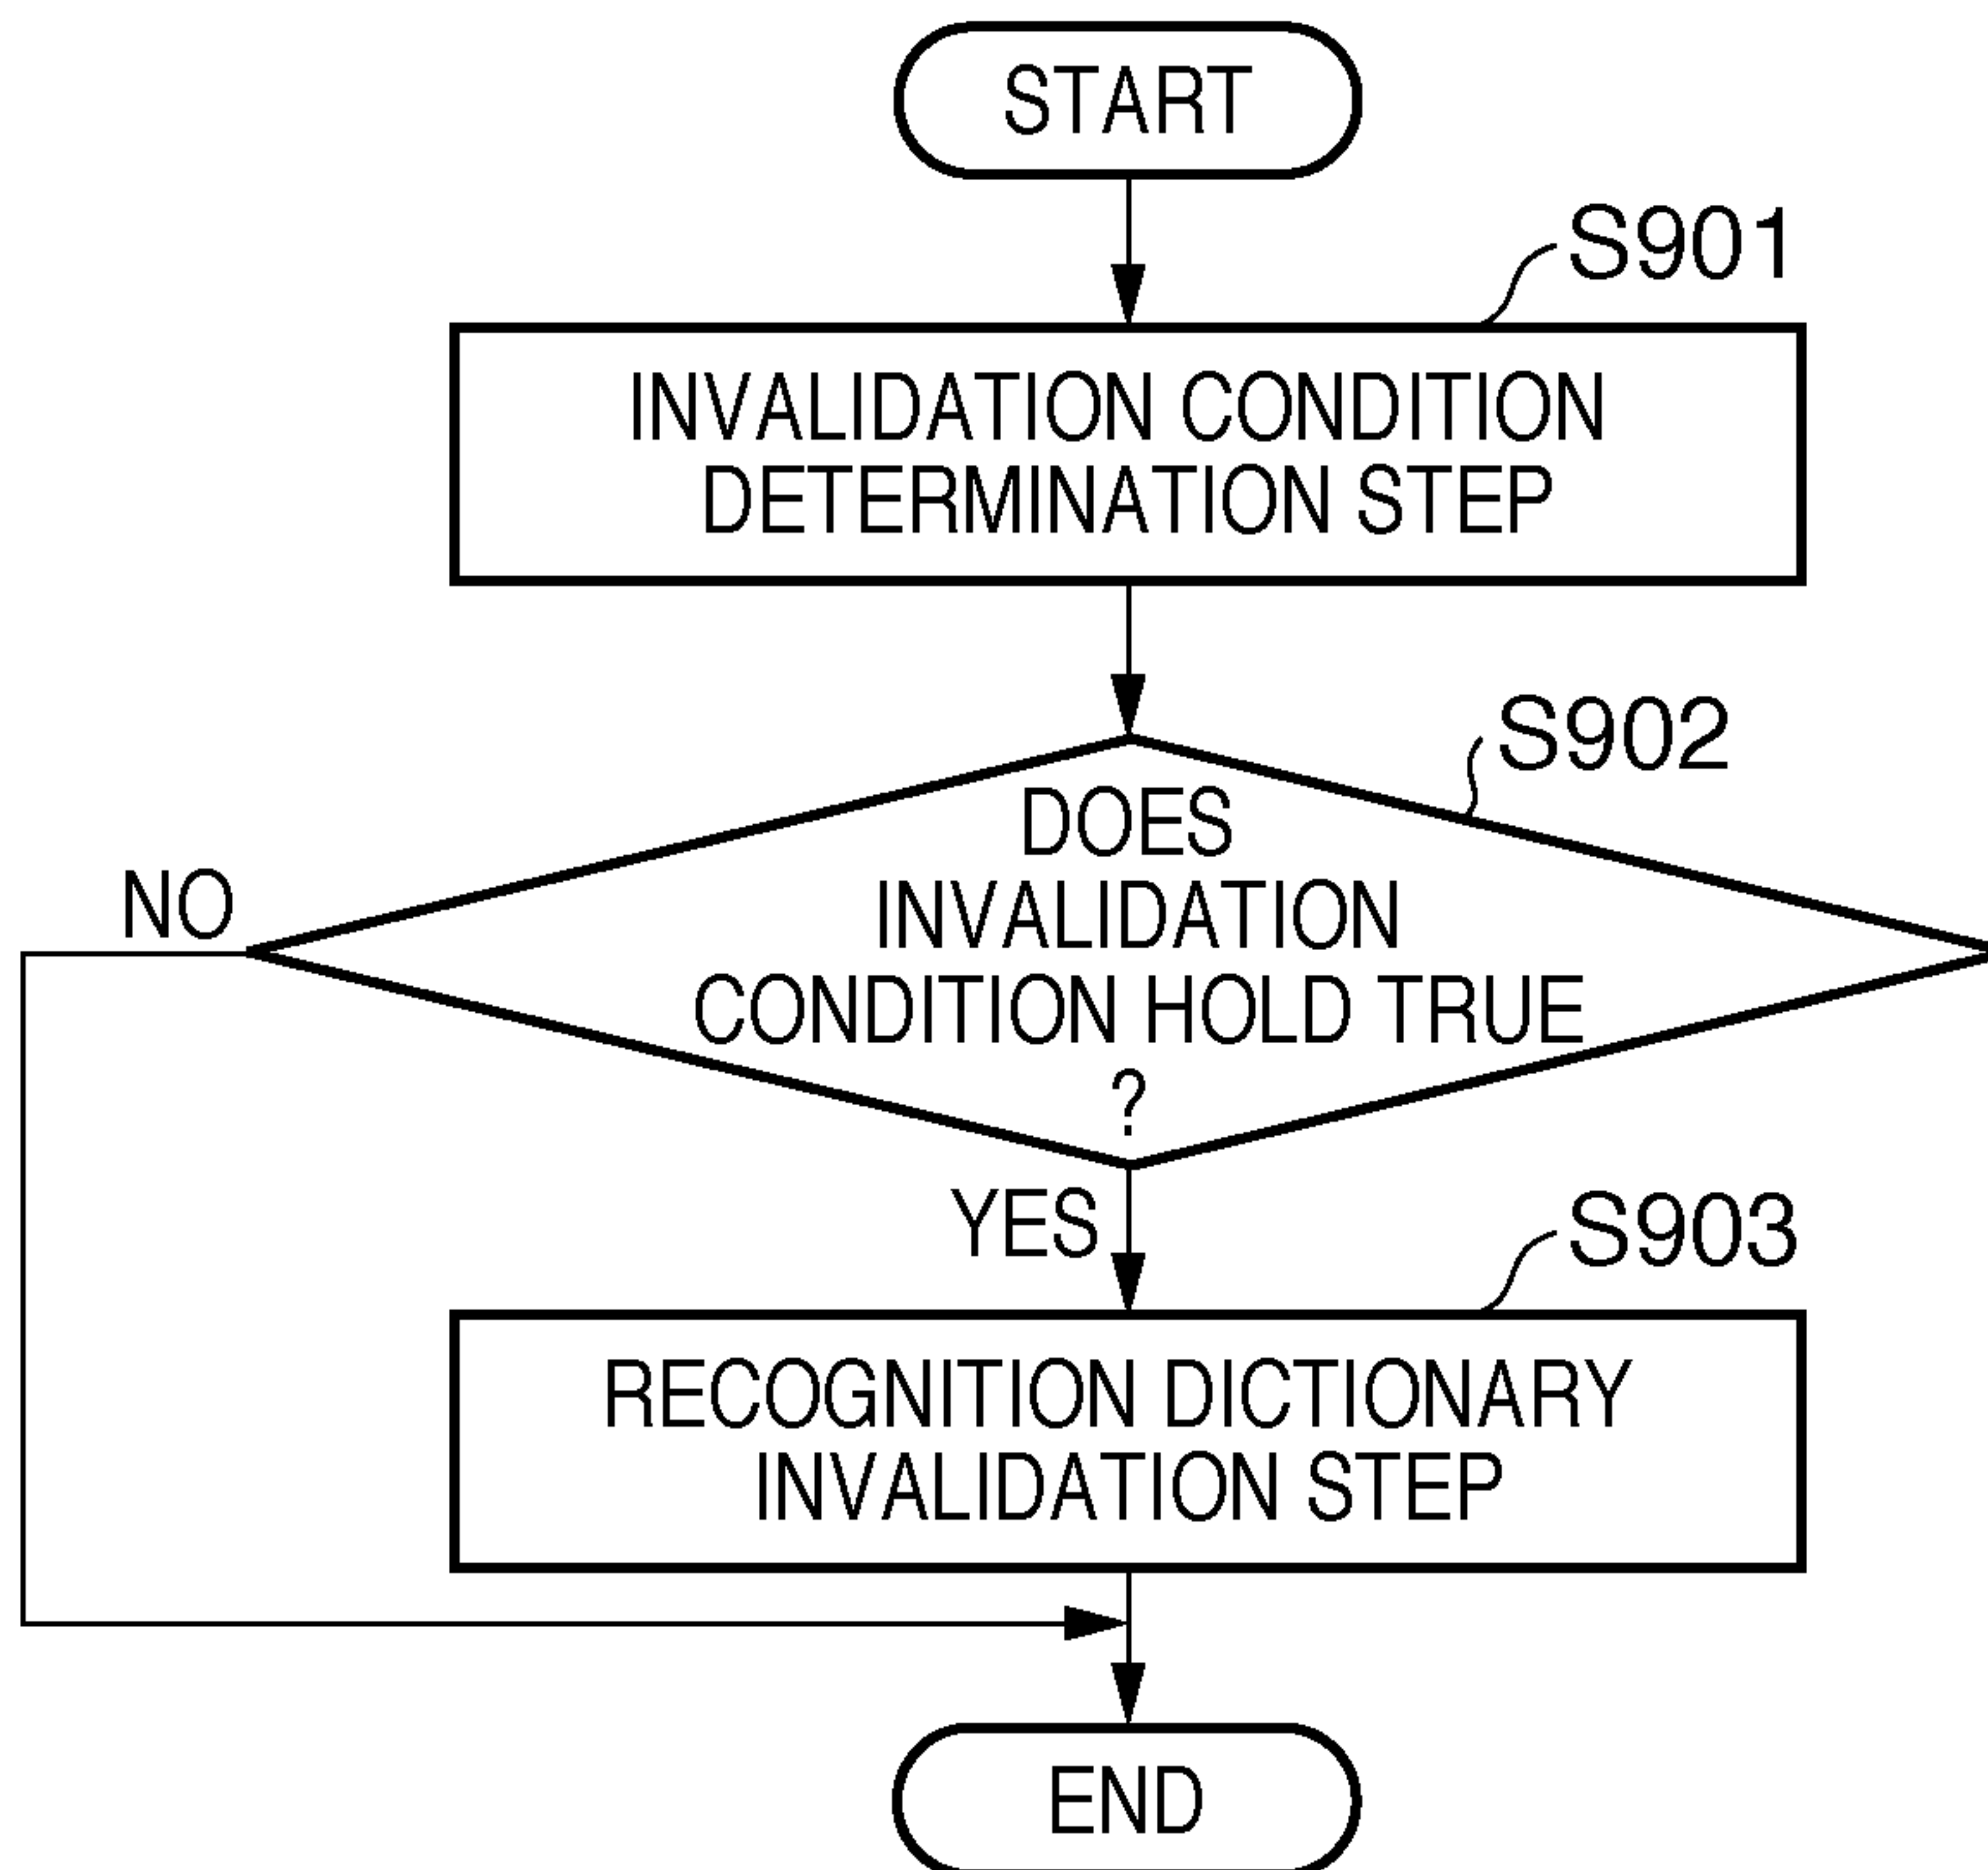 START
S901
INVALIDATION CONDITION
DETERMINATION STEP
S902
DOES
INVALIDATION
CONDITION HOLD TRUE
?
NO
YES
S903
RECOGNITION DICTIONARY
INVALIDATION STEP
END